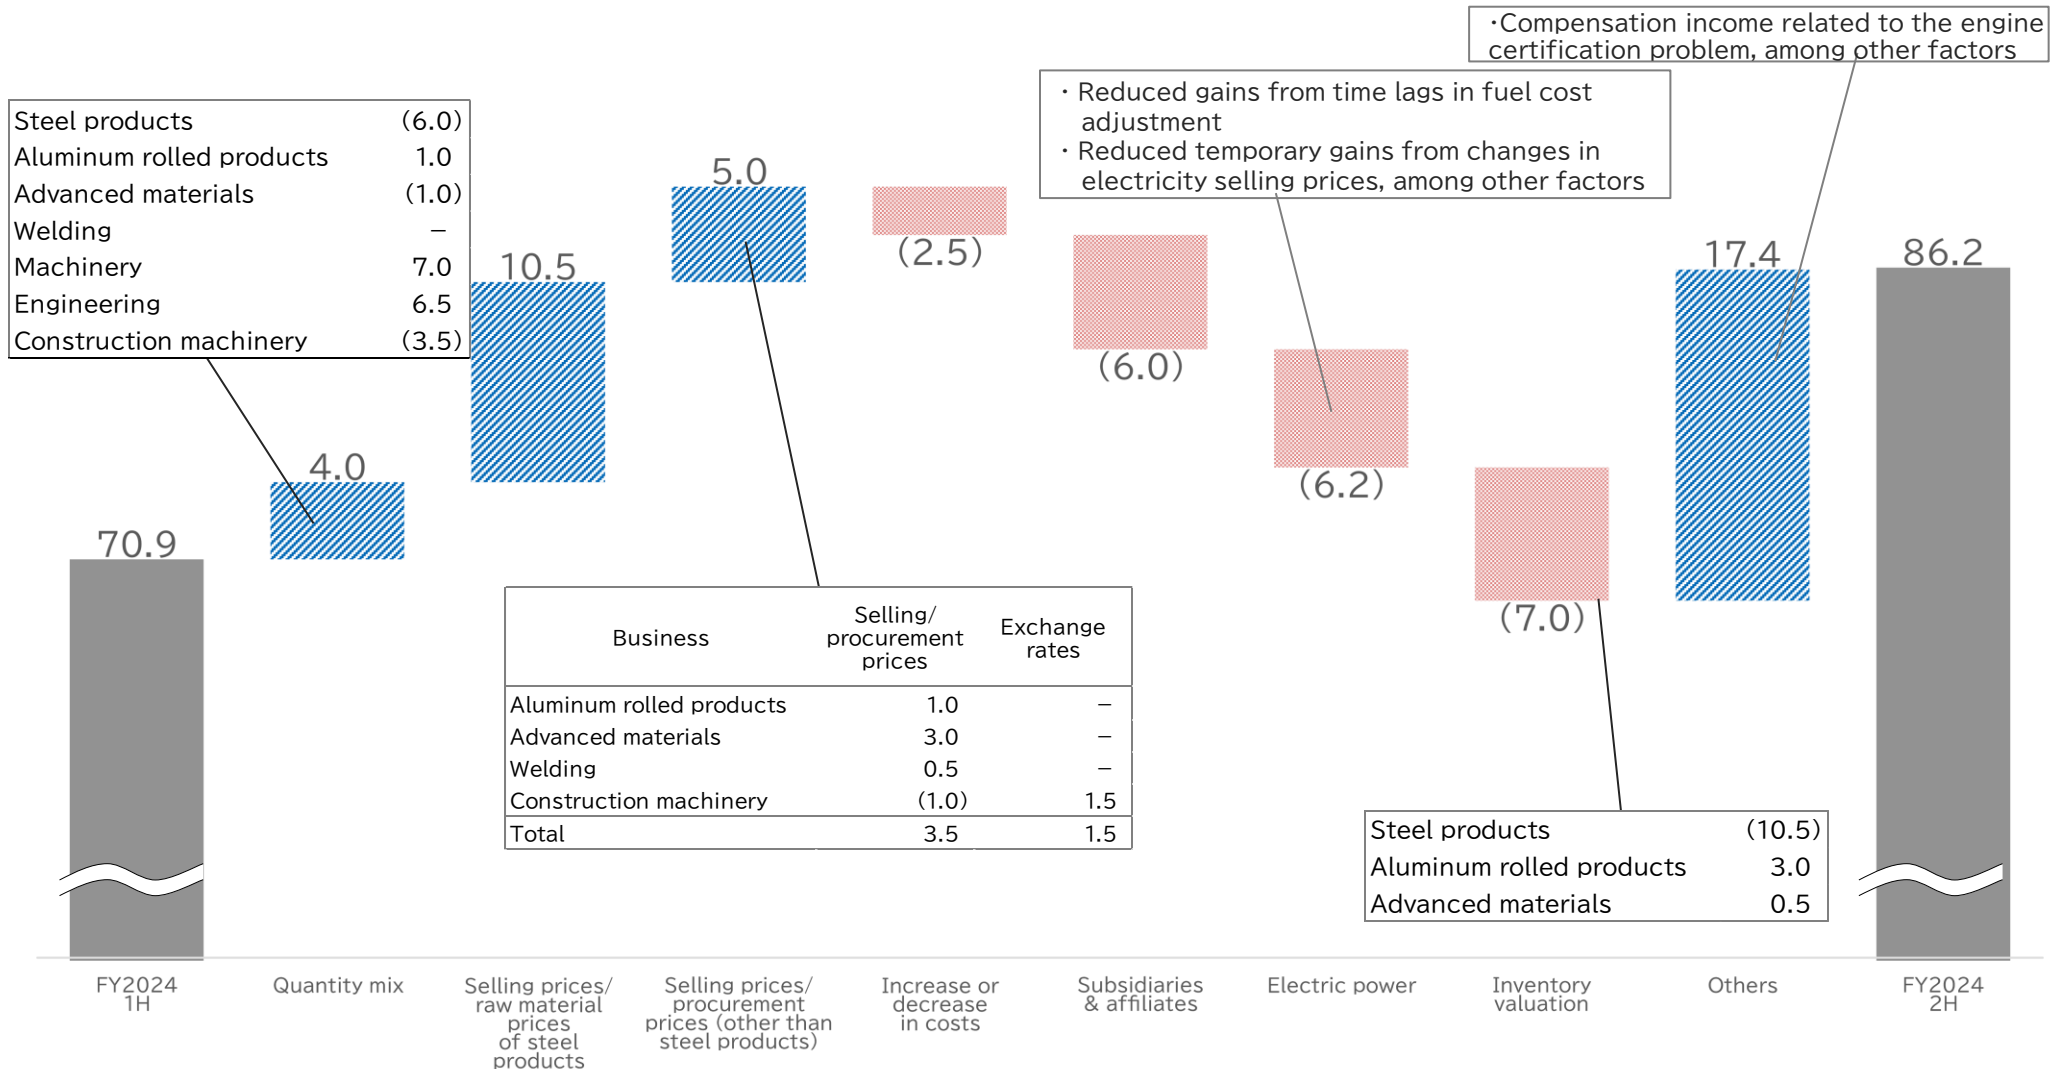 ・Compensation income related to the engine
certification problem, among other factors
・Reduced gains from time lags in fuel cost
adjustment
・Reduced temporary gains from changes in
electricity selling prices, among other factors
Steel products (6.0)
Aluminum rolled products 1.0
Advanced materials (1.0)
Welding −
Machinery 7.0
Engineering 6.5
Construction machinery (3.5)
70.9
4.0
10.5
5.0
(2.5)
(6.0)
(6.2)
(7.0)
17.4
86.2
Business Selling/ procurement prices Exchange rates
Aluminum rolled products 1.0 −
Advanced materials 3.0 −
Welding 0.5 −
Construction machinery (1.0) 1.5
Total 3.5 1.5
Steel products (10.5)
Aluminum rolled products 3.0
Advanced materials 0.5
FY2024
1H
Quantity mix
Selling prices/
raw material
prices
of steel
products
Selling prices/
procurement
prices (other than
steel products)
Increase or
decrease
in costs
Subsidiaries
& affiliates
Electric power
Inventory
valuation
Others
FY2024
2H